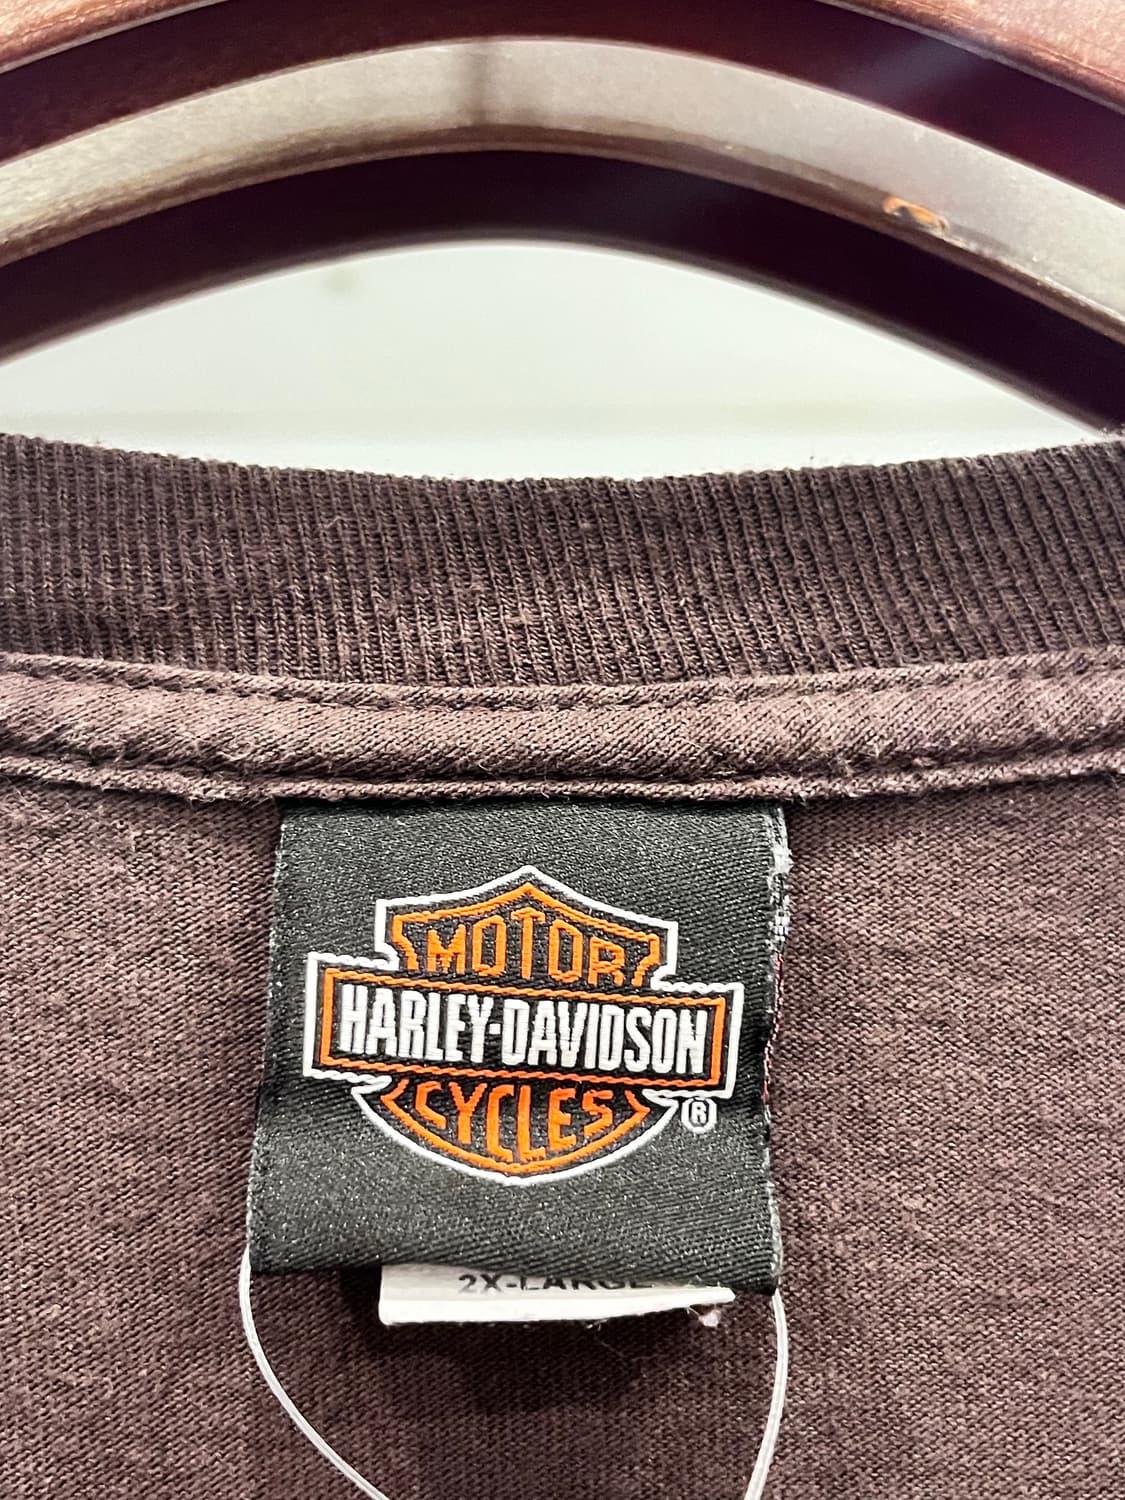 MOTOR
HARLEY-DAVIDSON
CYCLES
®
2X-LARGE